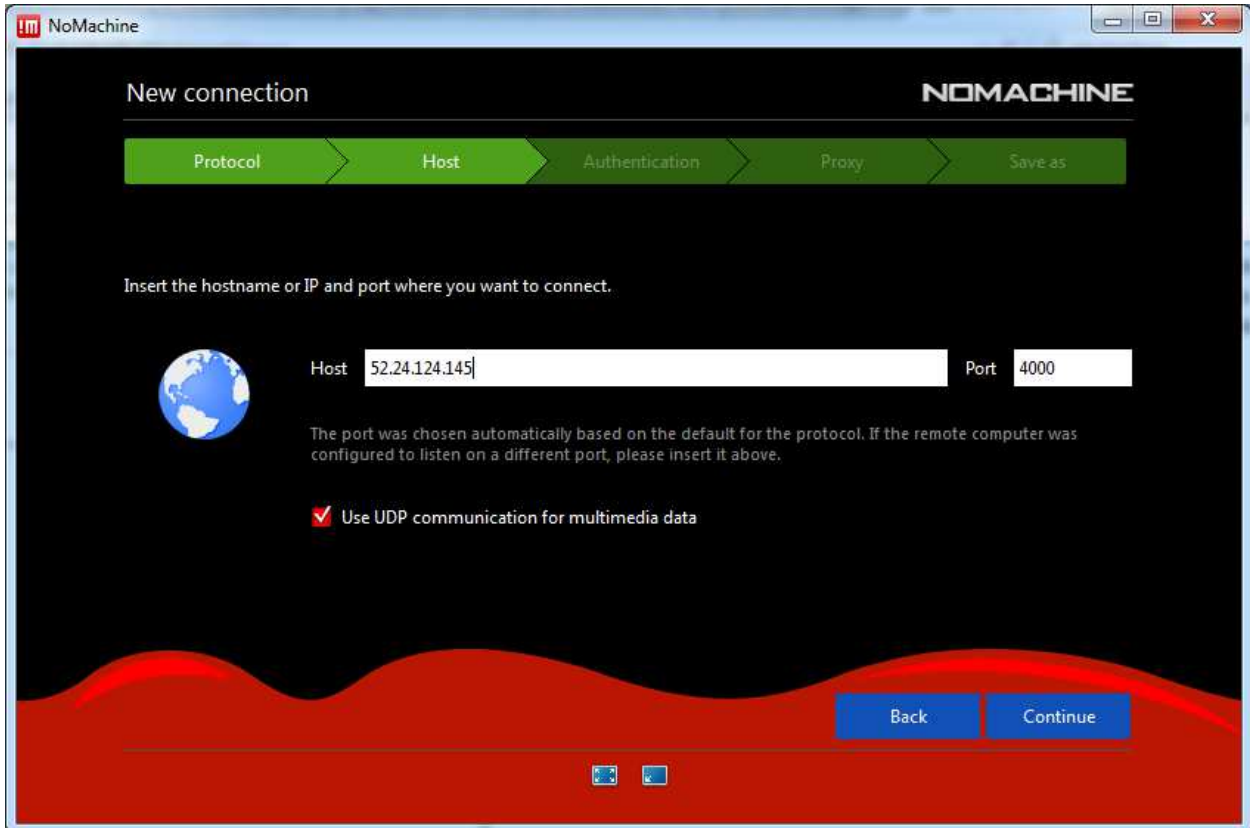 NoMachine
New connection
NOMACHINE
Protocol
Host
Authentication
Proxy
Save as
Insert the hostname or IP and port where you want to connect.
Host 52.24.124.145 Port 4000
The port was chosen automatically based on the default for the protocol. If the remote computer was
configured to listen on a different port, please insert it above.
Use UDP communication for multimedia data
Back
Continue